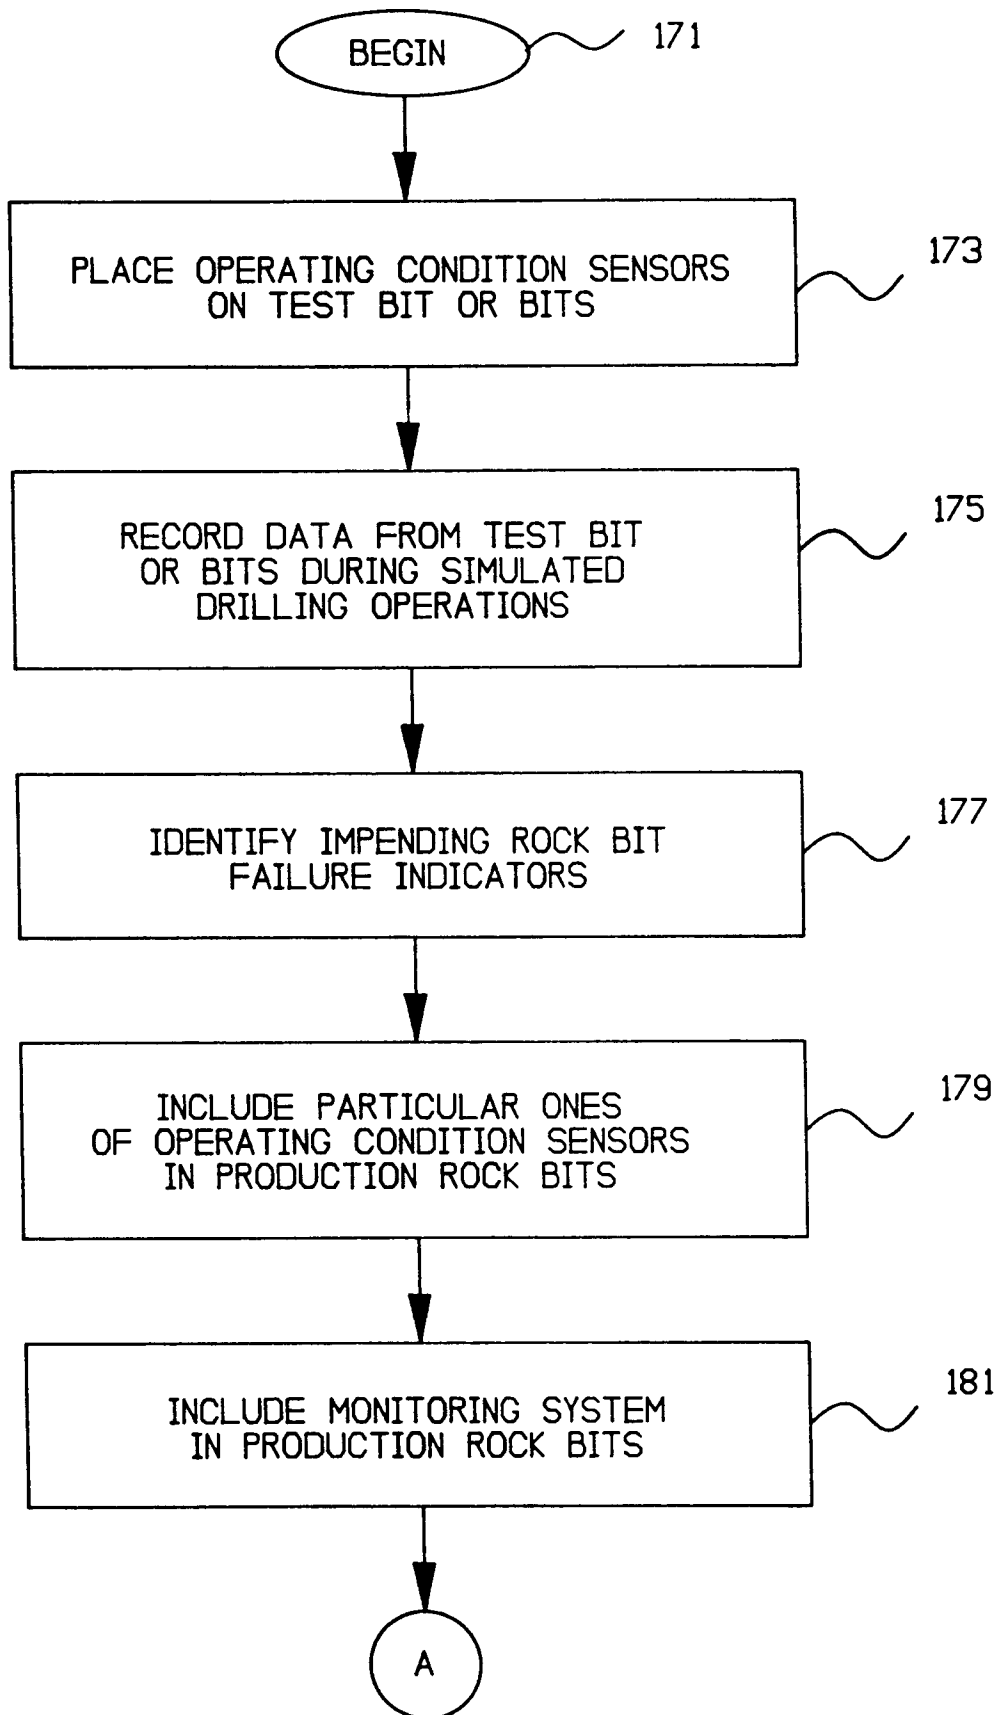 BEGIN
171
PLACE OPERATING CONDITION SENSORS
ON TEST BIT OR BITS
173
RECORD DATA FROM TEST BIT
OR BITS DURING SIMULATED
DRILLING OPERATIONS
175
IDENTIFY IMPENDING ROCK BIT
FAILURE INDICATORS
177
INCLUDE PARTICULAR ONES
OF OPERATING CONDITION SENSORS
IN PRODUCTION ROCK BITS
179
INCLUDE MONITORING SYSTEM
IN PRODUCTION ROCK BITS
181
A